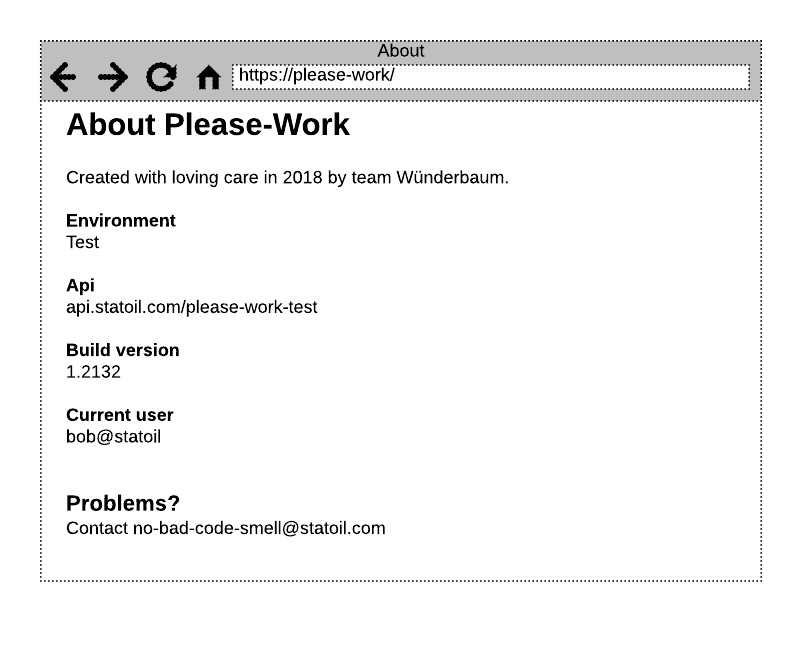 About
https://please-work/
About Please-Work
Created with loving care in 2018 by team Wünderbaum.
Environment
Test
Api
api.statoil.com/please-work-test
Build version
1.2132
Current user
bob@statoil
Problems?
Contact no-bad-code-smell@statoil.com